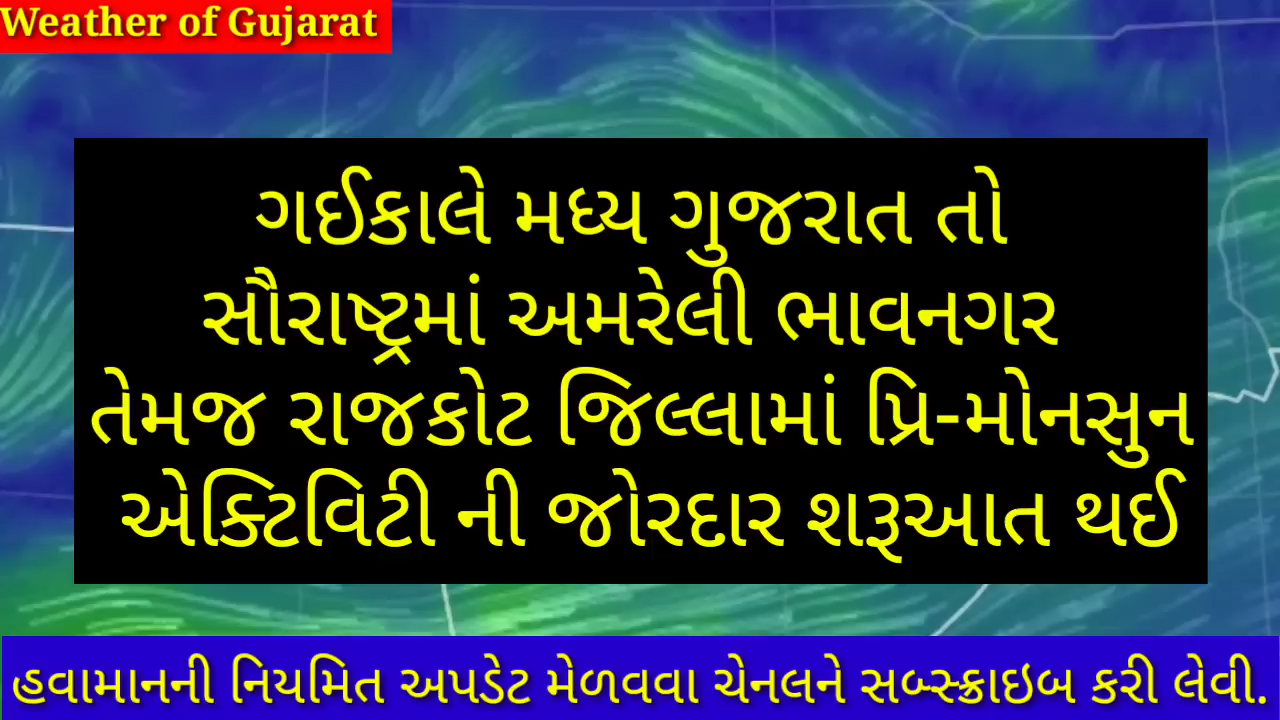 Weather of Gujarat
ગઈકાલે મધ્ય ગુજરાત તો
સૌરાષ્ટ્રમાં અમરેલી ભાવનગર
તેમજ રાજકોટ જિલ્લામાં પ્રિ-મોનસુન
એક્ટિવિટી ની જોરદાર શરૂઆત થઈ
હવામાનની નિયમિત અપડેટ મેળવવા ચેનલને સબ્સ્ક્રાઇબ કરી લેવી.